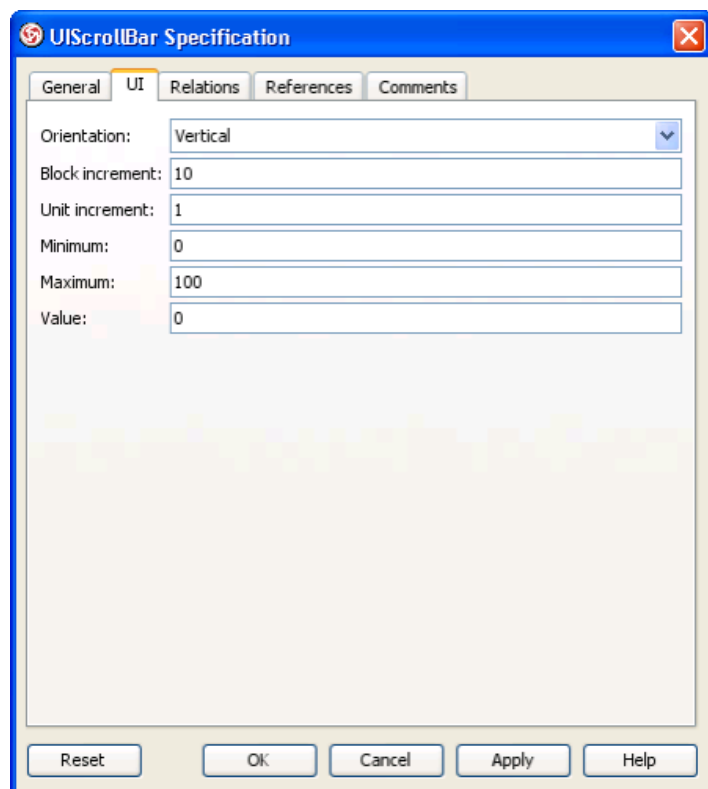 UIScrollBar Specification
General UI Relations References Comments
Orientation: Vertical
Block increment: 10
Unit increment: 1
Minimum: 0
Maximum: 100
Value: 0
Reset OK Cancel Apply Help